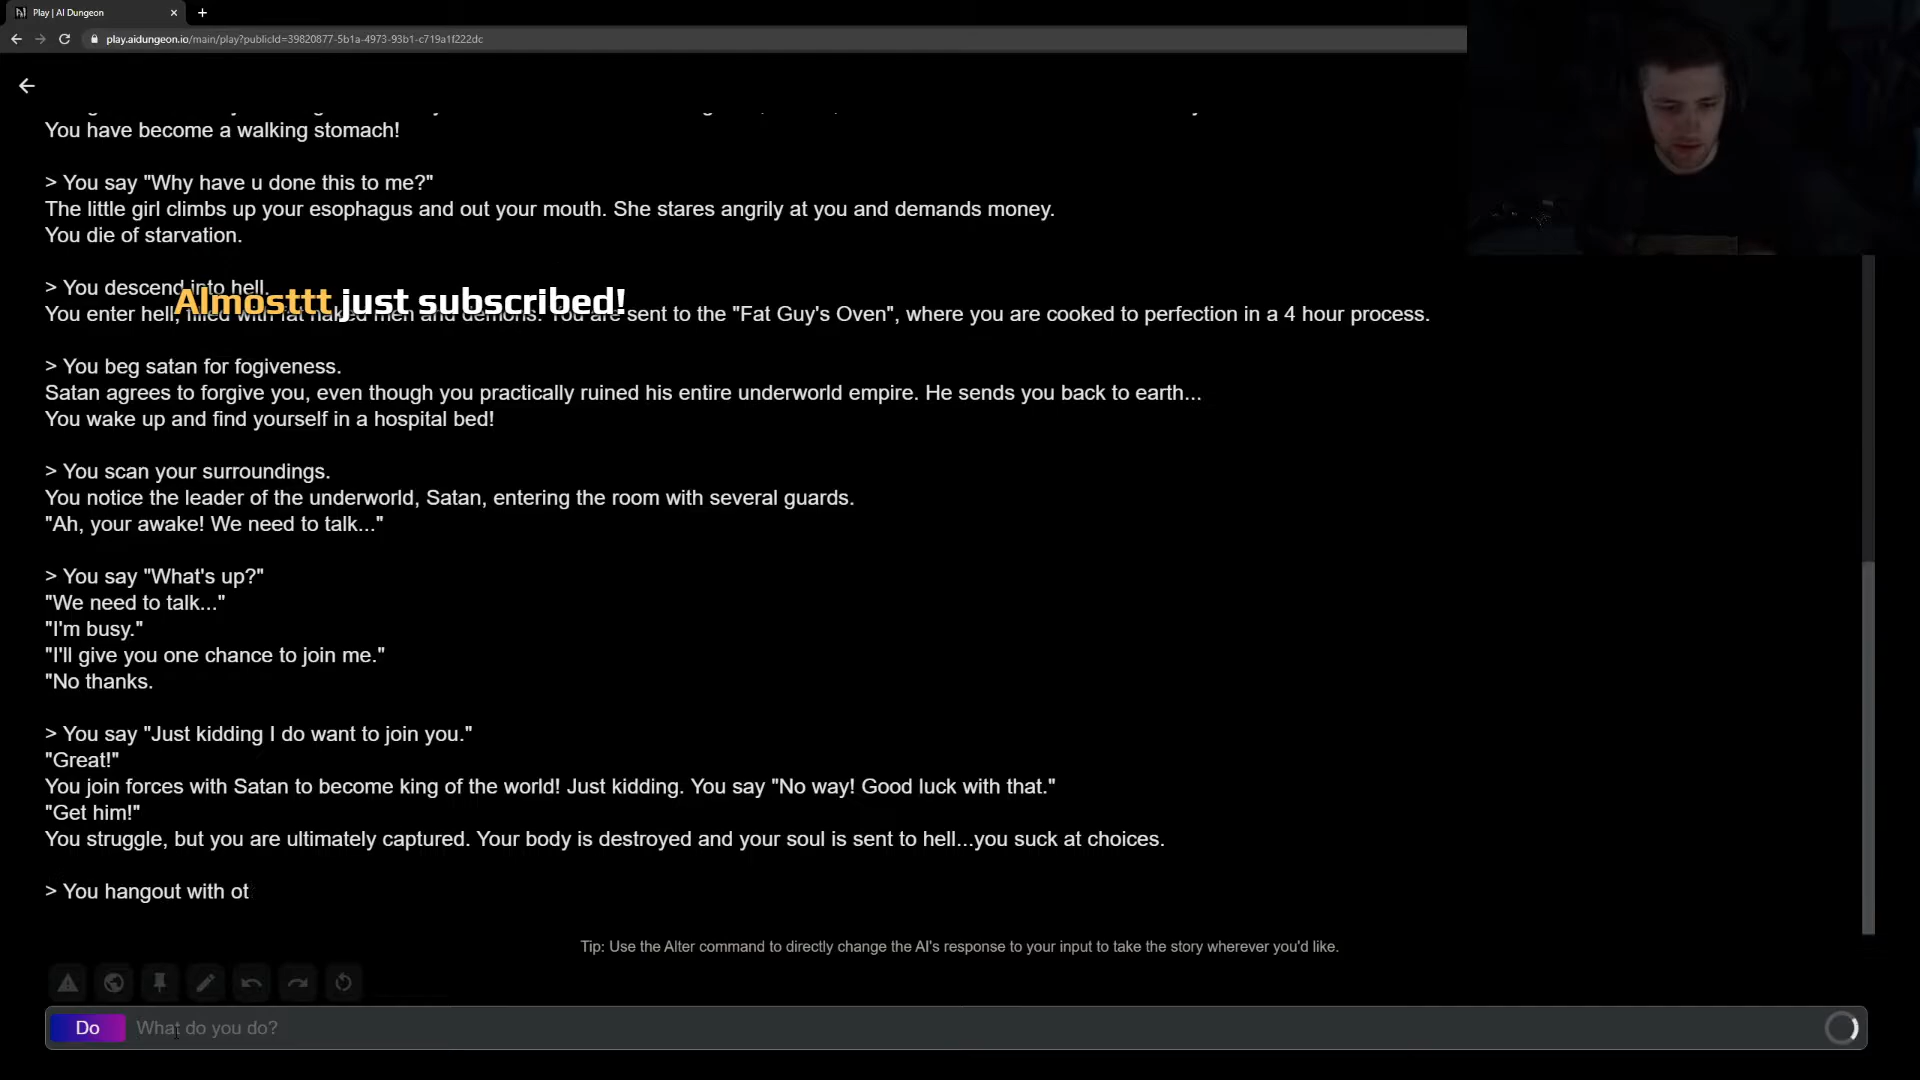 Play | AI Dungeon
play.aidungeon.io/main/play?publicId=39820877-5b1a-4973-93b1-c719a1f222dc
You have become a walking stomach!
> You say "Why have u done this to me?"
The little girl climbs up your esophagus and out your mouth. She stares angrily at you and demands money.
You die of starvation.
> You descend into hell.
Almosttt just subscribed!
You enter hell, filled with fat naked men and demons. You are sent to the "Fat Guy's Oven", where you are cooked to perfection in a 4 hour process.
> You beg satan for fogiveness.
Satan agrees to forgive you, even though you practically ruined his entire underworld empire. He sends you back to earth...
You wake up and find yourself in a hospital bed!
> You scan your surroundings.
You notice the leader of the underworld, Satan, entering the room with several guards.
"Ah, your awake! We need to talk..."
> You say "What's up?"
"We need to talk..."
"I'm busy."
"I'll give you one chance to join me."
"No thanks.
> You say "Just kidding I do want to join you."
"Great!"
You join forces with Satan to become king of the world! Just kidding. You say "No way! Good luck with that."
"Get him!"
You struggle, but you are ultimately captured. Your body is destroyed and your soul is sent to hell...you suck at choices.
> You hangout with ot
Tip: Use the Alter command to directly change the AI's response to your input to take the story wherever you'd like.
Do What do you do?